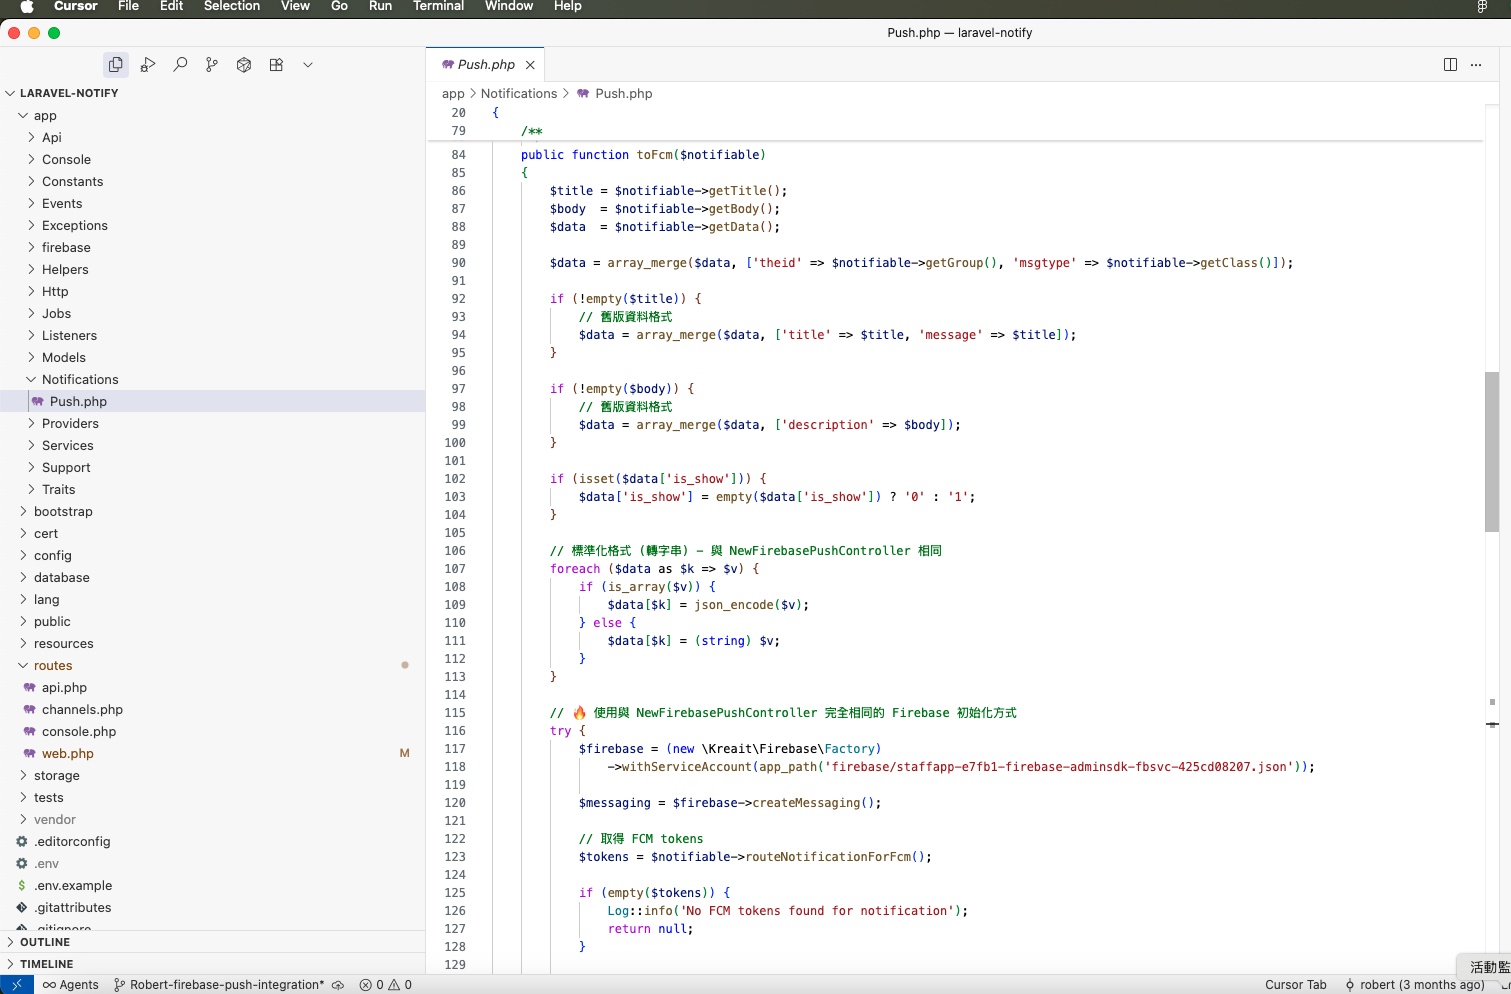 Cursor File Edit Selection View Go Run Terminal Window Help
Push.php — laravel-notify
LARAVEL-NOTIFY
app
Api
Console
Constants
Events
Exceptions
firebase
Helpers
Http
Jobs
Listeners
Models
Notifications
Push.php
Providers
Services
Support
Traits
bootstrap
cert
config
database
lang
public
resources
routes
api.php
channels.php
console.php
web.php M
storage
tests
vendor
.editorconfig
.env
$ .env.example
.gitattributes
.gitignore
OUTLINE
TIMELINE
Push.php
app > Notifications > Push.php
20 {
79 /**
84 public function toFcm($notifiable)
85 {
86 $title = $notifiable->getTitle();
87 $body  = $notifiable->getBody();
88 $data  = $notifiable->getData();
89
90 $data = array_merge($data, ['theid' => $notifiable->getGroup(), 'msgtype' => $notifiable->getClass()]);
91
92 if (!empty($title)) {
93 // 舊版資料格式
94 $data = array_merge($data, ['title' => $title, 'message' => $title]);
95 }
96
97 if (!empty($body)) {
98 // 舊版資料格式
99 $data = array_merge($data, ['description' => $body]);
100 }
101
102 if (isset($data['is_show'])) {
103 $data['is_show'] = empty($data['is_show']) ? '0' : '1';
104 }
105
106 // 標準化格式 (轉字串) - 與 NewFirebasePushController 相同
107 foreach ($data as $k => $v) {
108 if (is_array($v)) {
109 $data[$k] = json_encode($v);
110 } else {
111 $data[$k] = (string) $v;
112 }
113 }
114
115 // 🔥 使用與 NewFirebasePushController 完全相同的 Firebase 初始化方式
116 try {
117 $firebase = (new \Kreait\Firebase\Factory)
118 ->withServiceAccount(app_path('firebase/staffapp-e7fb1-firebase-adminsdk-fbsvc-425cd08207.json'));
119
120 $messaging = $firebase->createMessaging();
121
122 // 取得 FCM tokens
123 $tokens = $notifiable->routeNotificationForFcm();
124
125 if (empty($tokens)) {
126 Log::info('No FCM tokens found for notification');
127 return null;
128 }
129
活動監
Agents Robert-firebase-push-integration* 0 0 Cursor Tab robert (3 months ago)